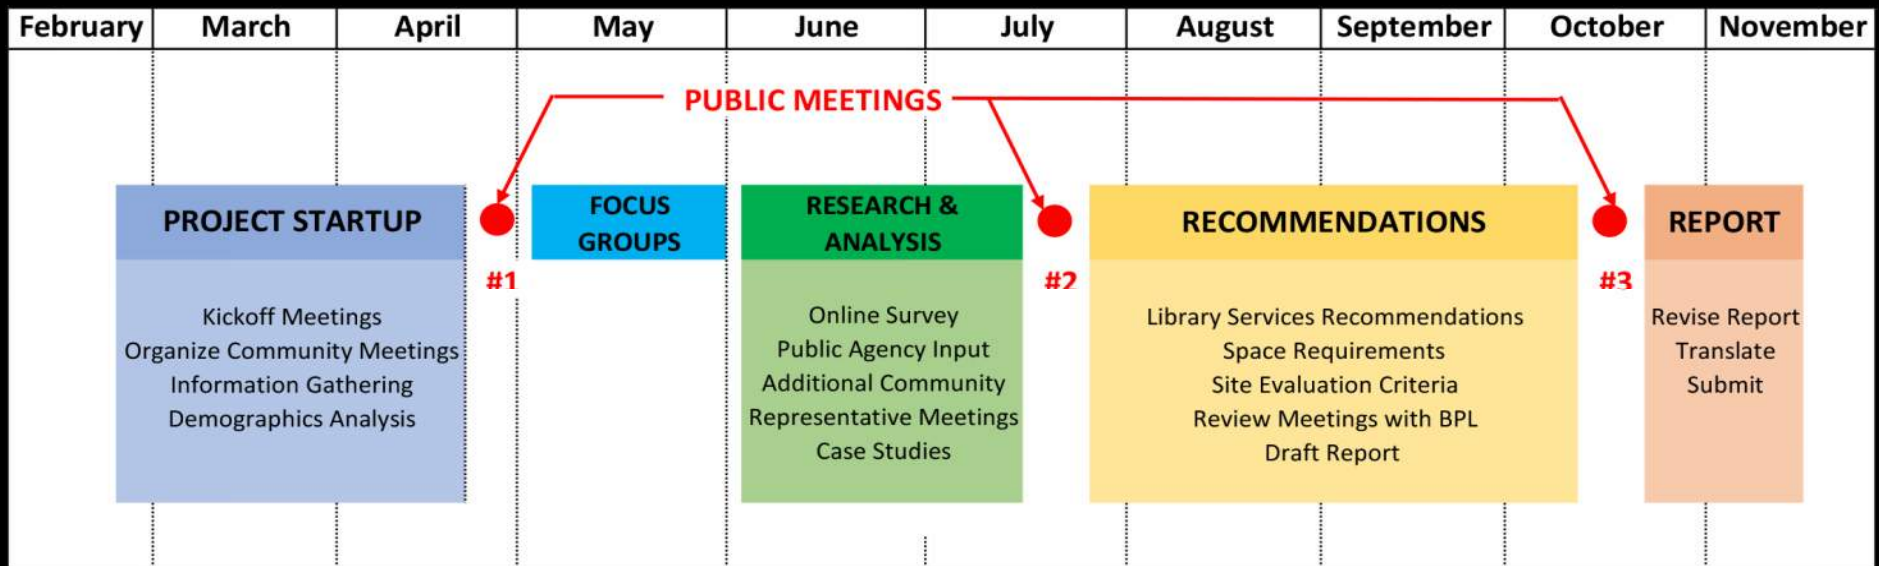 February March April May June July August September October November
PUBLIC MEETINGS
PROJECT STARTUP
Kickoff Meetings
Organize Community Meetings
Information Gathering
Demographics Analysis
#1
FOCUS
GROUPS
RESEARCH &
ANALYSIS
Online Survey
Public Agency Input
Additional Community
Representative Meetings
Case Studies
#2
RECOMMENDATIONS
Library Services Recommendations
Space Requirements
Site Evaluation Criteria
Review Meetings with BPL
Draft Report
#3
REPORT
Revise Report
Translate
Submit